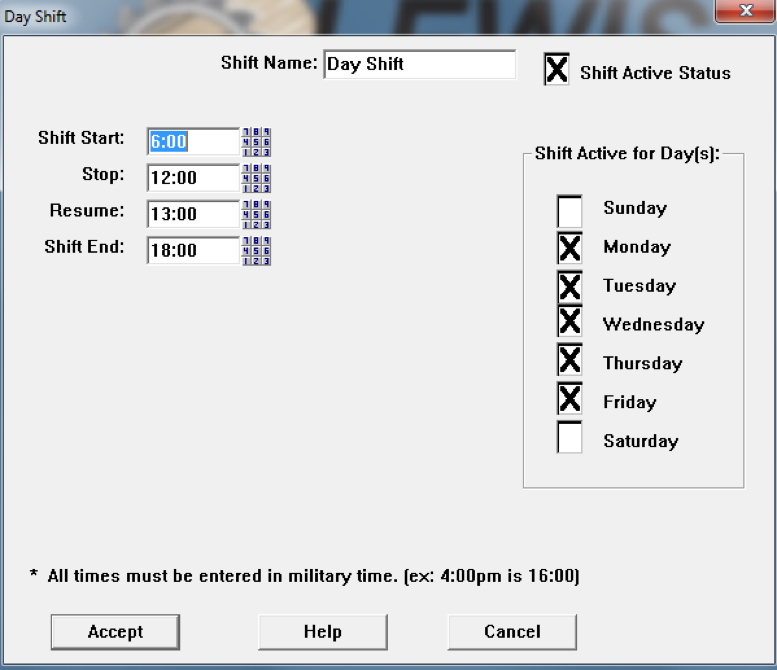 LEWIS
Day Shift
Shift Name: Day Shift
X Shift Active Status
Shift Start: 6:00
Stop: 12:00
Resume: 13:00
Shift End: 18:00
Shift Active for Day(s):
Sunday
X Monday
X Tuesday
X Wednesday
X Thursday
X Friday
Saturday
* All times must be entered in military time. (ex: 4:00pm is 16:00)
Accept Help Cancel